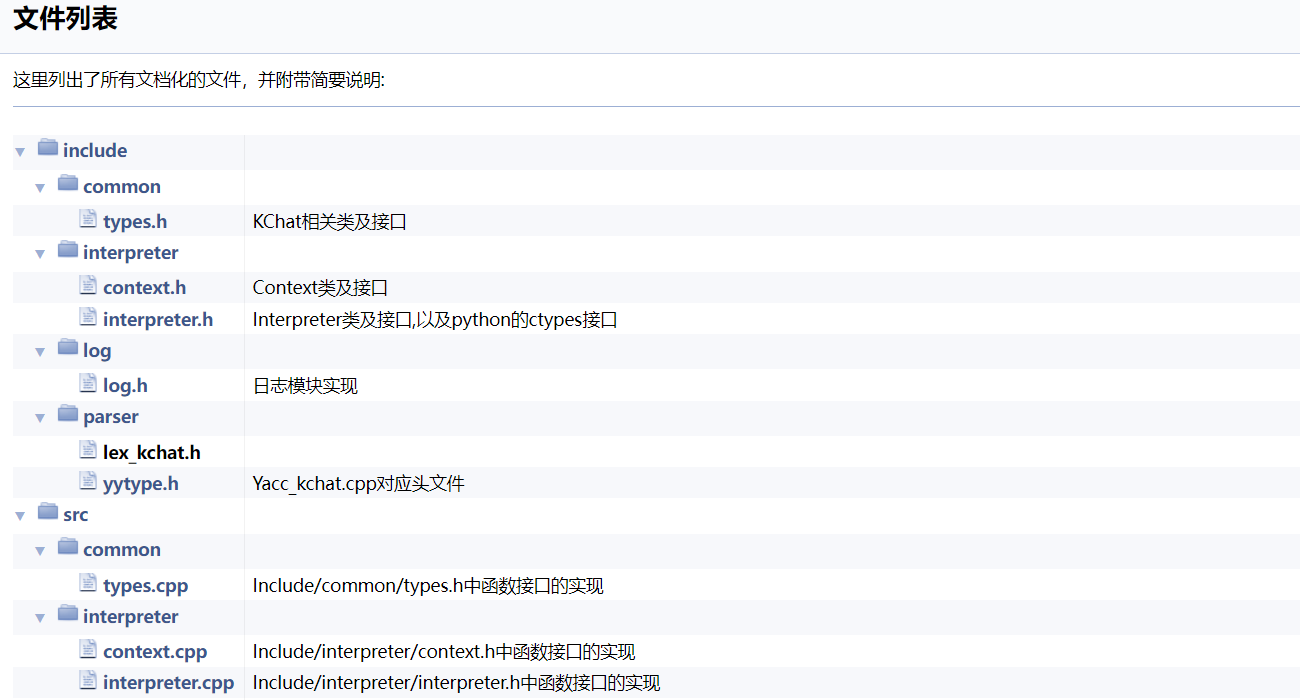 文件列表
这里列出了所有文档化的文件，并附带简要说明:
include
common
types.h KChat相关类及接口
interpreter
context.h Context类及接口
interpreter.h Interpreter类及接口,以及python的ctypes接口
log
log.h 日志模块实现
parser
lex_kchat.h
yytype.h Yacc_kchat.cpp对应头文件
src
common
types.cpp Include/common/types.h中函数接口的实现
interpreter
context.cpp Include/interpreter/context.h中函数接口的实现
interpreter.cpp Include/interpreter/interpreter.h中函数接口的实现